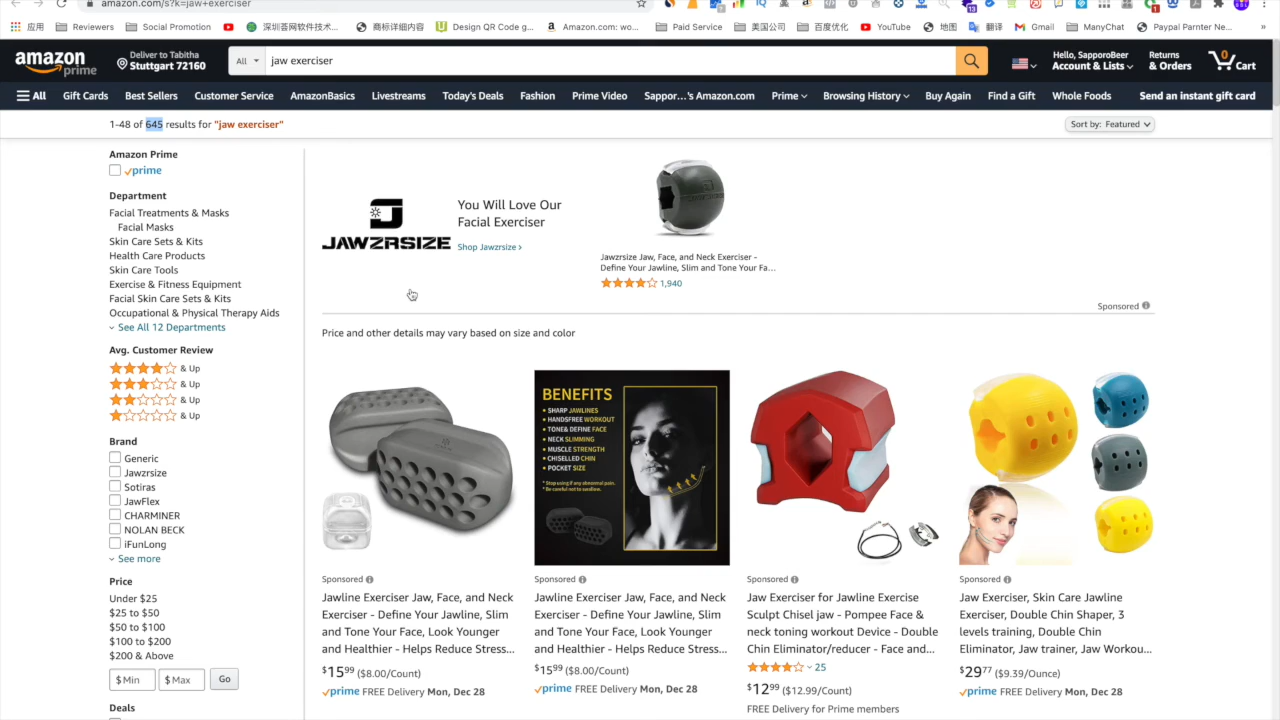 amazon.com/s?k=jaw+exerciser
应用 Reviewers Social Promotion 深圳荟网软件技术... 商标详细内容 Design QR Code g... Amazon.com: wo... Paid Service 美国公司 百度优化 YouTube 地图 翻译 Gmail ManyChat Paypal Parnter Ne... »
amazon prime
Deliver to Tabitha
Stuttgart 72160
All jaw exerciser
Hello, SapporoBeer
Account & Lists
Returns
& Orders
0 Cart
All Gift Cards Best Sellers Customer Service AmazonBasics Livestreams Today's Deals Fashion Prime Video Sappor...'s Amazon.com Prime Browsing History Buy Again Find a Gift Whole Foods Send an instant gift card
1-48 of 645 results for "jaw exerciser"
Sort by: Featured
Amazon Prime
prime
Department
Facial Treatments & Masks
Facial Masks
Skin Care Sets & Kits
Health Care Products
Skin Care Tools
Exercise & Fitness Equipment
Facial Skin Care Sets & Kits
Occupational & Physical Therapy Aids
See All 12 Departments
Avg. Customer Review
& Up
& Up
& Up
& Up
Brand
Generic
Jawzrsize
Sotiras
JawFlex
CHARMINER
NOLAN BECK
iFunLong
See more
Price
Under $25
$25 to $50
$50 to $100
$100 to $200
$200 & Above
$ Min $ Max Go
Deals
JAWZRSIZE
You Will Love Our
Facial Exerciser
Shop Jawzrsize ›
Jawzrsize Jaw, Face, and Neck Exerciser -
Define Your Jawline, Slim and Tone Your Fa...
1,940
Sponsored
Price and other details may vary based on size and color
BENEFITS
• SHARP JAWLINES
• HANDSFREE WORKOUT
• TONE& DEFINE FACE
• NECK SLIMMING
• MUSCLE STRENGTH
• CHISELLED CHIN
• POCKET SIZE
* Stop using if any abnormal pain.
* Be careful not to swallow.
Sponsored
Jawline Exerciser Jaw, Face, and Neck
Exerciser - Define Your Jawline, Slim
and Tone Your Face, Look Younger
and Healthier - Helps Reduce Stress...
$15.99 ($8.00/Count)
prime FREE Delivery Mon, Dec 28
Sponsored
Jawline Exerciser Jaw, Face, and Neck
Exerciser - Define Your Jawline, Slim
and Tone Your Face, Look Younger
and Healthier - Helps Reduce Stress...
$15.99 ($8.00/Count)
prime FREE Delivery Mon, Dec 28
Sponsored
Jaw Exerciser for Jawline Exercise
Sculpt Chisel jaw - Pompee Face &
neck toning workout Device - Double
Chin Eliminator/reducer - Face and...
25
$12.99 ($12.99/Count)
FREE Delivery for Prime members
Sponsored
Jaw Exerciser, Skin Care Jawline
Exerciser, Double Chin Shaper, 3
levels training, Double Chin
Eliminator, Jaw trainer, Jaw Workou...
$29.77 ($9.39/Ounce)
prime FREE Delivery Mon, Dec 28